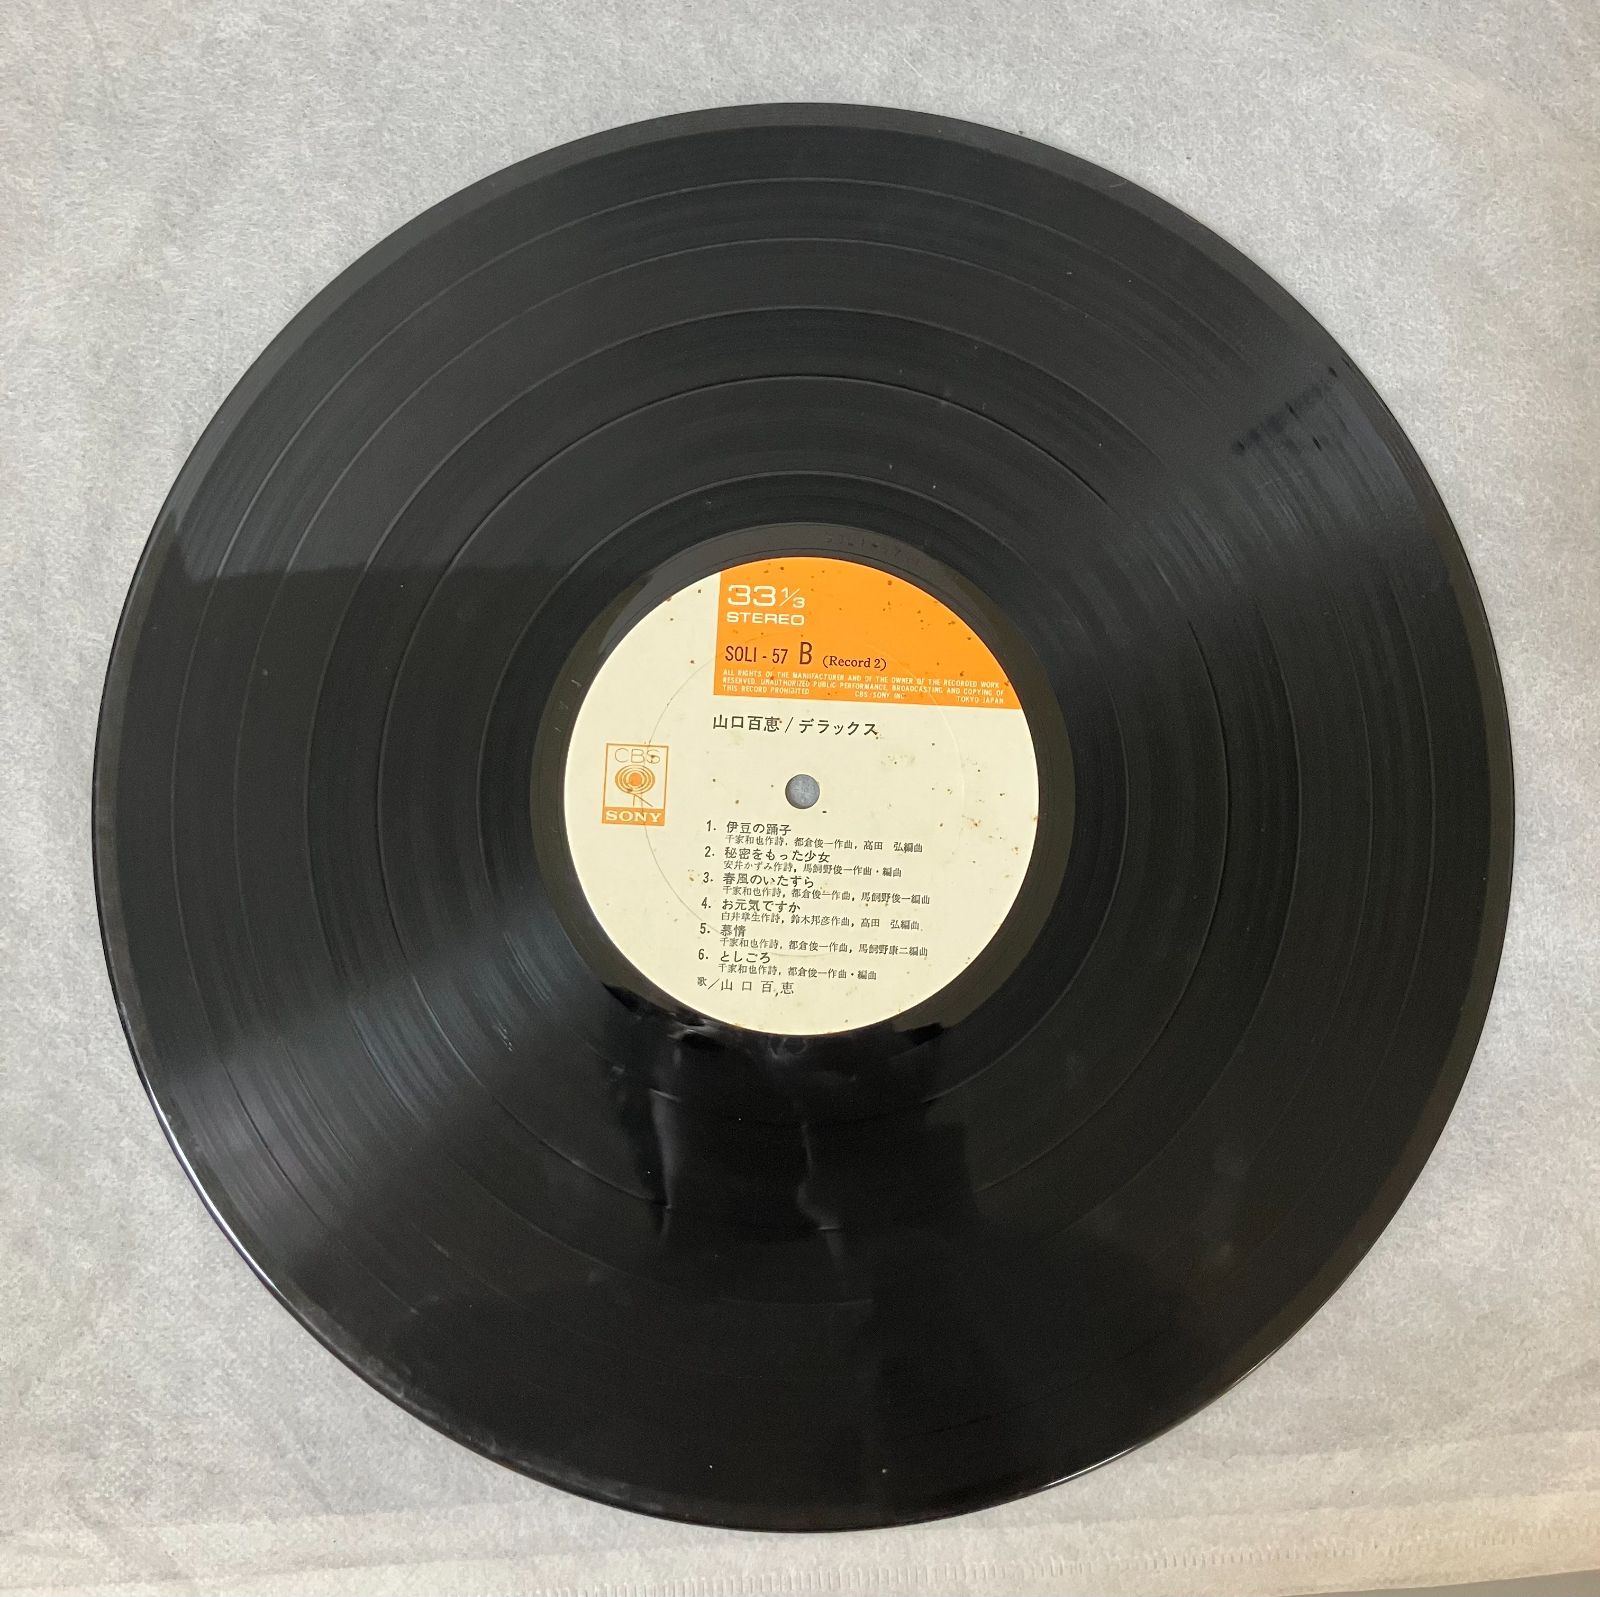 33 1/3
STEREO
SOLI - 57 B (Record 2)
ALL RIGHTS OF THE MANUFACTURER AND OF THE OWNER OF THE RECORDED WORK
RESERVED. UNAUTHORIZED PUBLIC PERFORMANCE, BROADCASTING AND COPYING OF
THIS RECORD PROHIBITED CBS/SONY INC. TOKYO JAPAN
山口百恵/デラックス
CBS
SONY
1. 伊豆の踊子
千家和也作詩, 都倉俊一作曲, 高田 弘編曲
2. 秘密をもった少女
安井かずみ作詩, 馬飼野俊一作曲・編曲
3. 春風のいたずら
千家和也作詩, 都倉俊一作曲, 馬飼野俊一編曲
4. お元気ですか
白井章生作詩, 鈴木邦彦作曲, 高田 弘編曲
5. 慕情
千家和也作詩, 都倉俊一作曲, 馬飼野康二編曲
6. としごろ
千家和也作詩, 都倉俊一作曲・編曲
歌/山口百恵